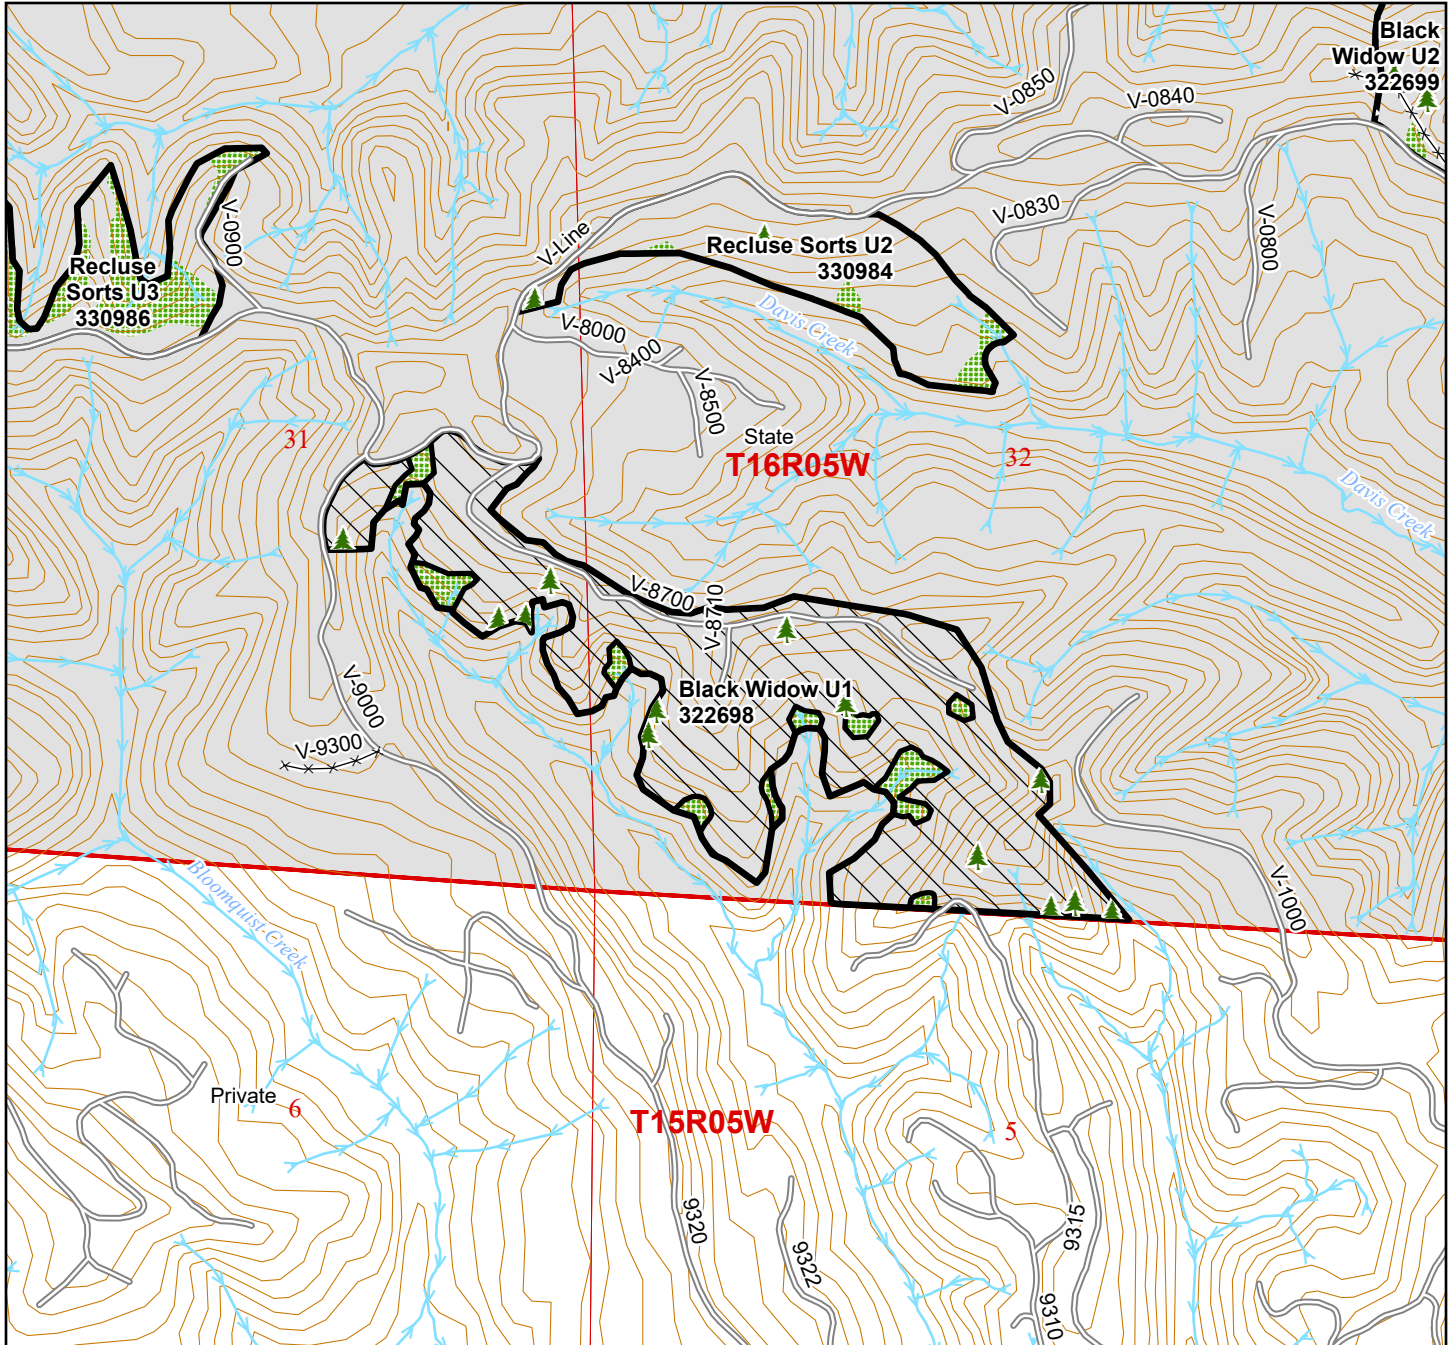 Black
Widow U2
322699
V-0850
V-0840
V-0900
V-Line
V-0830
V-0800
Recluse Sorts U2
330984
Recluse
Sorts U3
330986
Davis Creek
V-8000
V-8400
V-8500
31
State
T16R05W
32
Davis Creek
V-8700
V-8710
Black Widow U1
322698
V-9000
V-9300
Bloomquist Creek
V-1000
Private
6
T15R05W
5
9320
9322
9315
9310